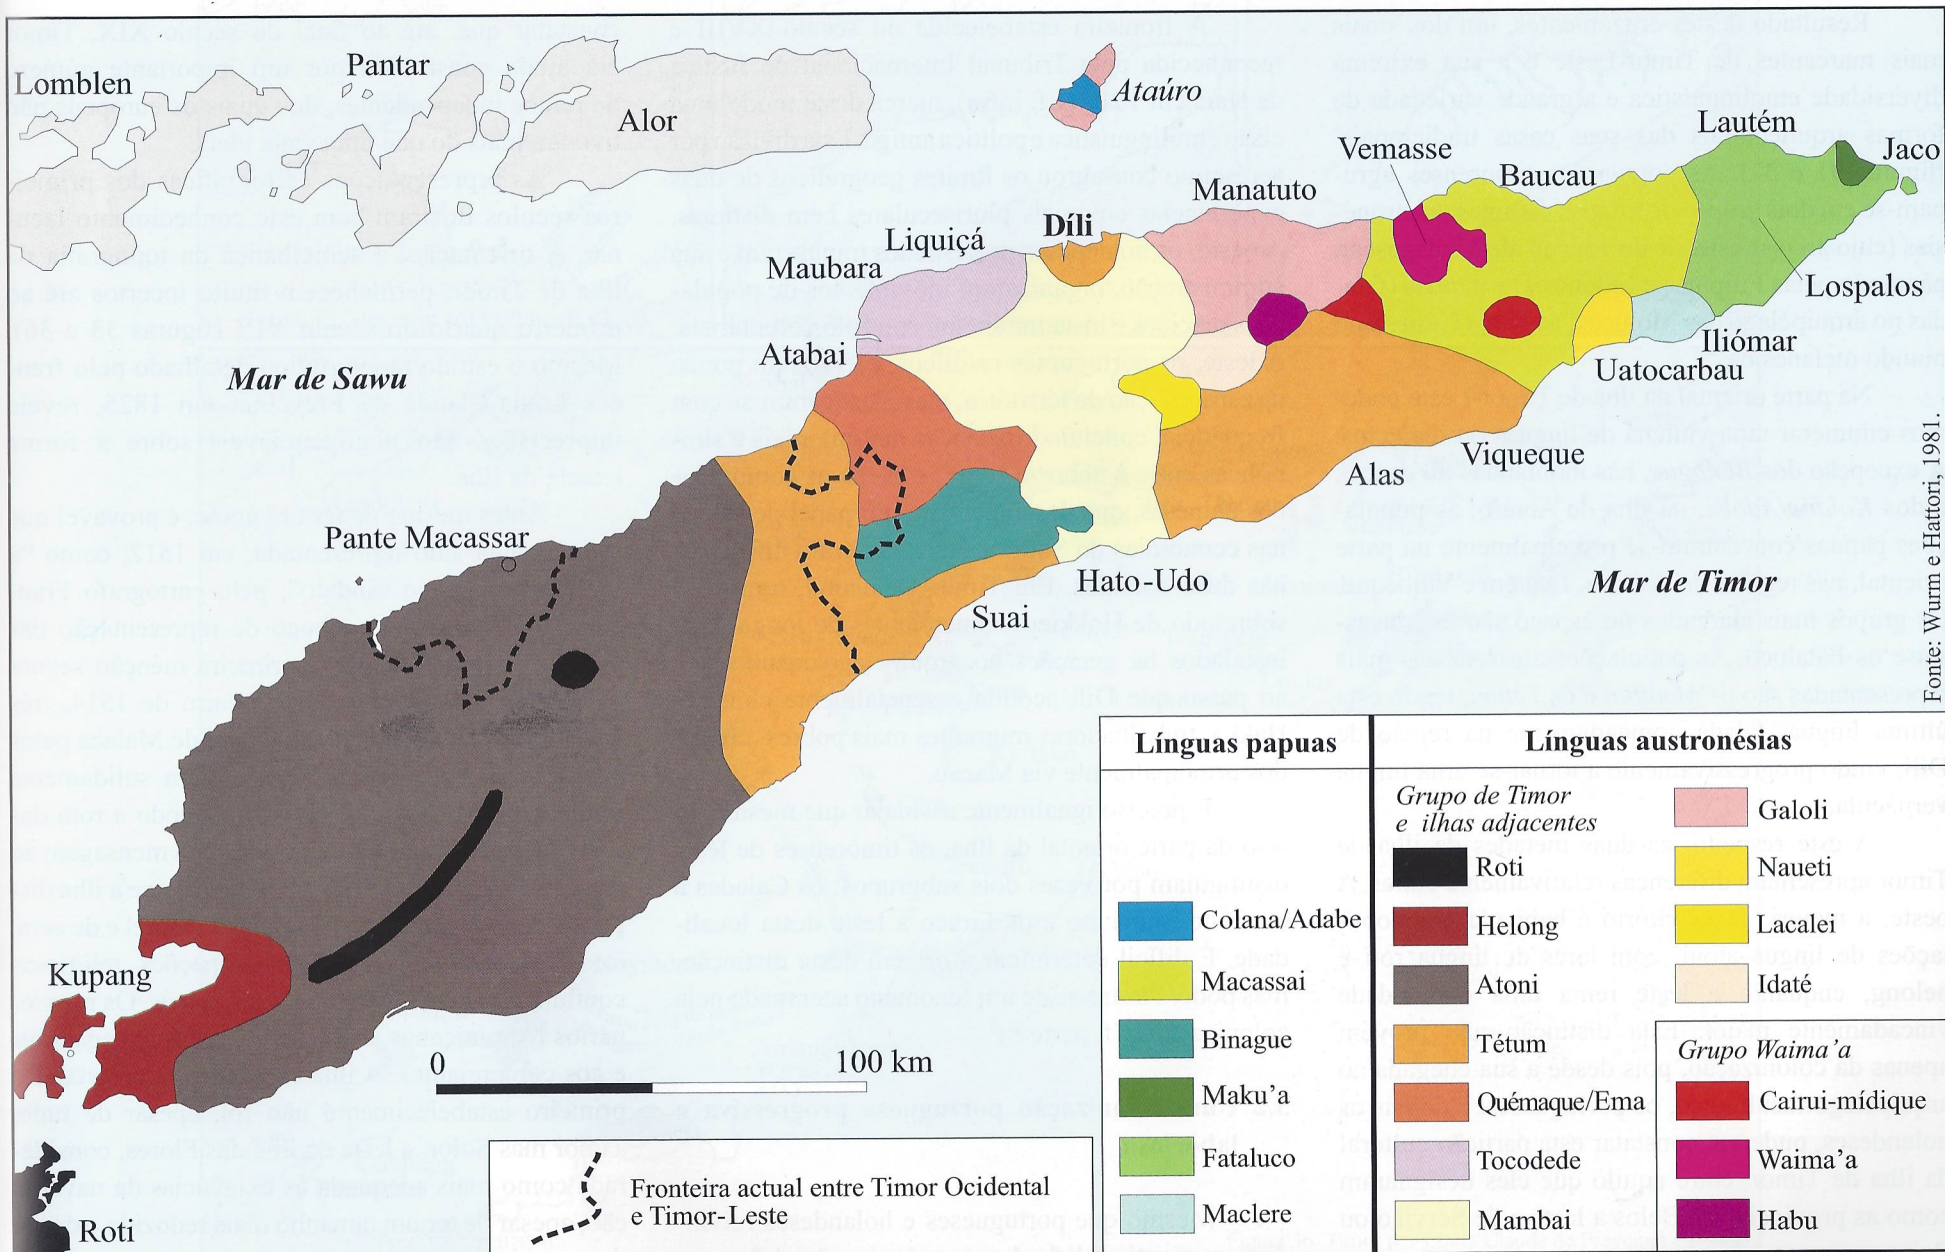 Lomblen
Pantar
Alor
Ataúro
Lautém
Jaco
Vemasse
Baucau
Manatuto
Díli
Liquiçá
Maubara
Lospalos
Iliómar
Atabai
Uatocarbau
Mar de Sawu
Viqueque
Alas
Pante Macassar
Hato-Udo
Mar de Timor
Suai
Kupang
Roti
Fonte: Wurm e Hattori, 1981.
0 100 km
Fronteira actual entre Timor Ocidental
e Timor-Leste
Línguas papuas
Colana/Adabe
Macassai
Binague
Maku’a
Fataluco
Maclere
Línguas austronésias
Grupo de Timor
e ilhas adjacentes
Roti
Helong
Atoni
Tétum
Quémaque/Ema
Tocodede
Mambai
Galoli
Naueti
Lacalei
Idaté
Grupo Waima’a
Cairui-mídique
Waima’a
Habu